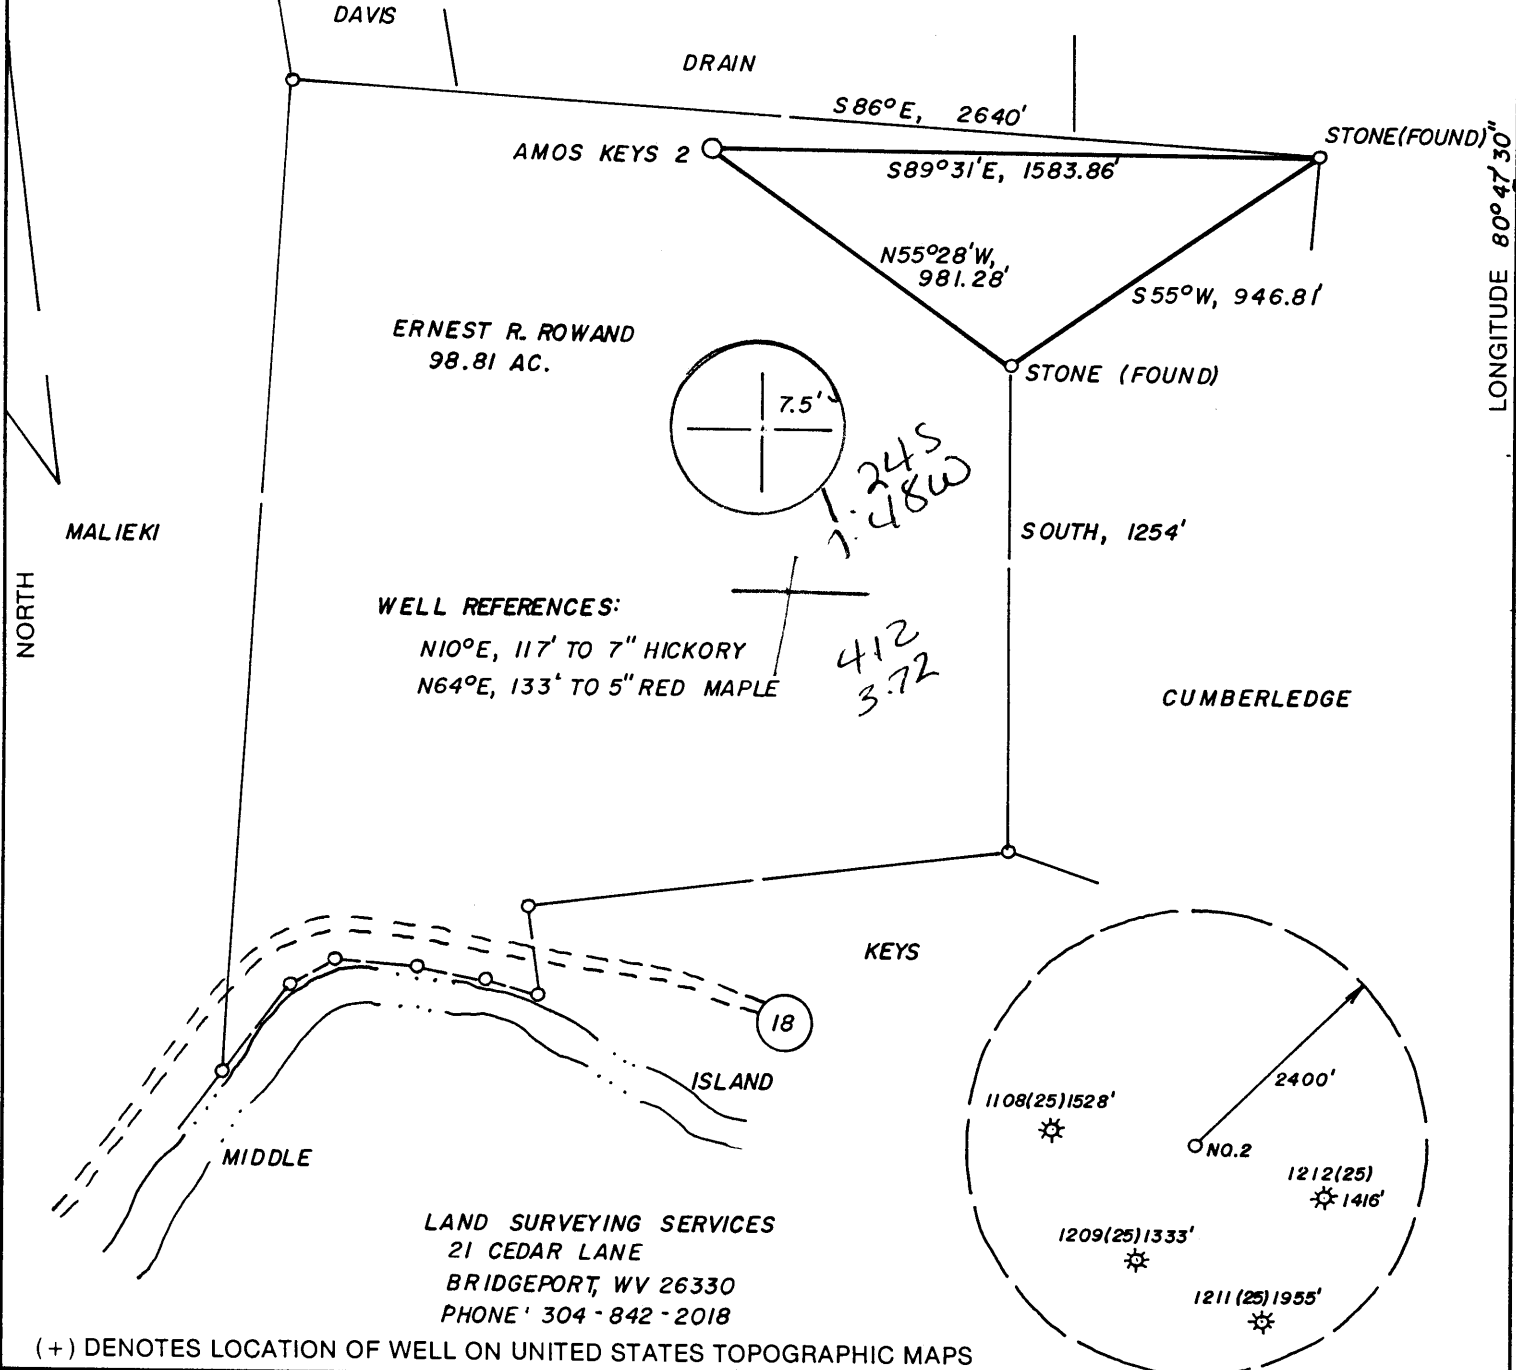 DAVIS
DRAIN
S86°E, 2640'
STONE(FOUND)
AMOS KEYS 2
S89°31'E, 1583.86'
LONGITUDE 80°47'30"
N55°28'W,
981.28'
S55°W, 946.81'
ERNEST R. ROWAND
98.81 AC.
STONE (FOUND)
7.5'
MALIEKI
SOUTH, 1254'
NORTH
WELL REFERENCES:
N10°E, 117' TO 7" HICKORY
N64°E, 133' TO 5" RED MAPLE
412
3.72
CUMBERLEDGE
KEYS
18
ISLAND
MIDDLE
2400'
1108(25)1528'
NO.2
1212(25)
1416'
1209(25)1333'
1211(25)1955'
LAND SURVEYING SERVICES
21 CEDAR LANE
BRIDGEPORT, WV 26330
PHONE' 304-842-2018
(+) DENOTES LOCATION OF WELL ON UNITED STATES TOPOGRAPHIC MAPS